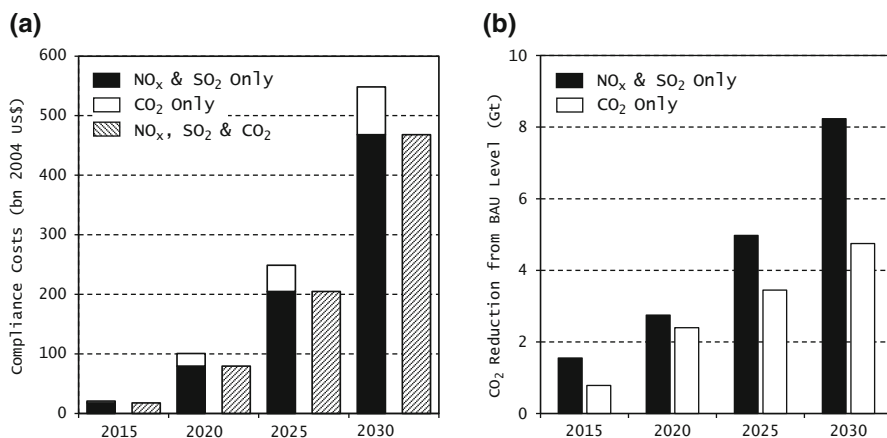 (a)
Compliance Costs (bn 2004 US$)
600
500
400
300
200
100
0
NOx & SO2 Only
CO2 Only
NOx, SO2 & CO2
2015 2020 2025 2030
(b)
CO2 Reduction from BAU Level (Gt)
10
8
6
4
2
0
NOx & SO2 Only
CO2 Only
2015 2020 2025 2030